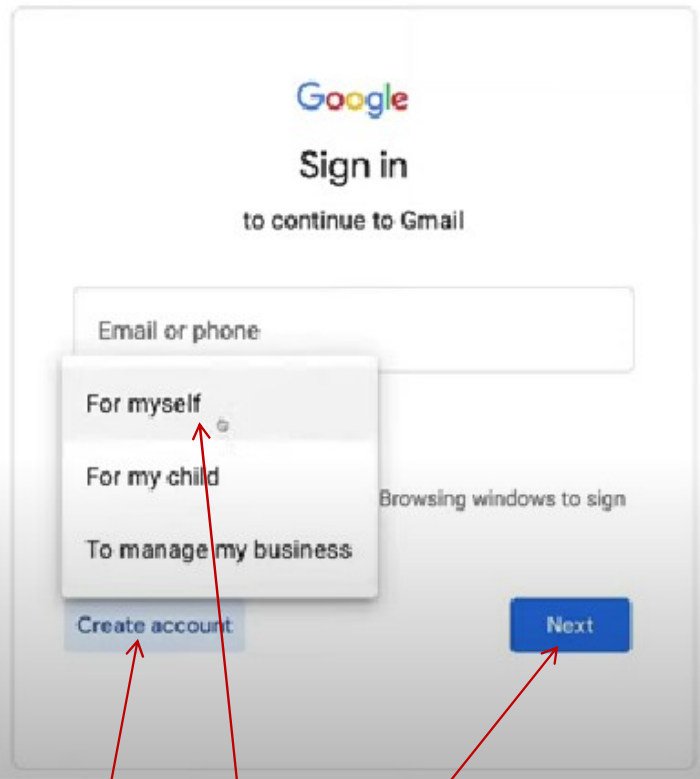 Google
Sign in
to continue to Gmail
Email or phone
For myself
For my child
Browsing windows to sign
To manage my business
Create account
Next